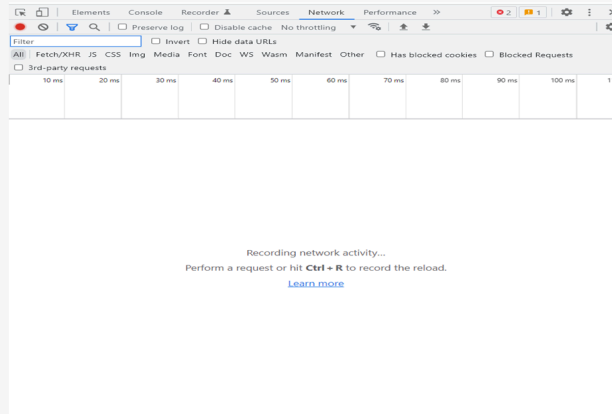 Elements Console Recorder Sources Network Performance » 2 1
Preserve log Disable cache No throttling
Filter Invert Hide data URLs
All Fetch/XHR JS CSS Img Media Font Doc WS Wasm Manifest Other Has blocked cookies Blocked Requests
3rd-party requests
10 ms 20 ms 30 ms 40 ms 50 ms 60 ms 70 ms 80 ms 90 ms 100 ms 1
Recording network activity...
Perform a request or hit Ctrl + R to record the reload.
Learn more